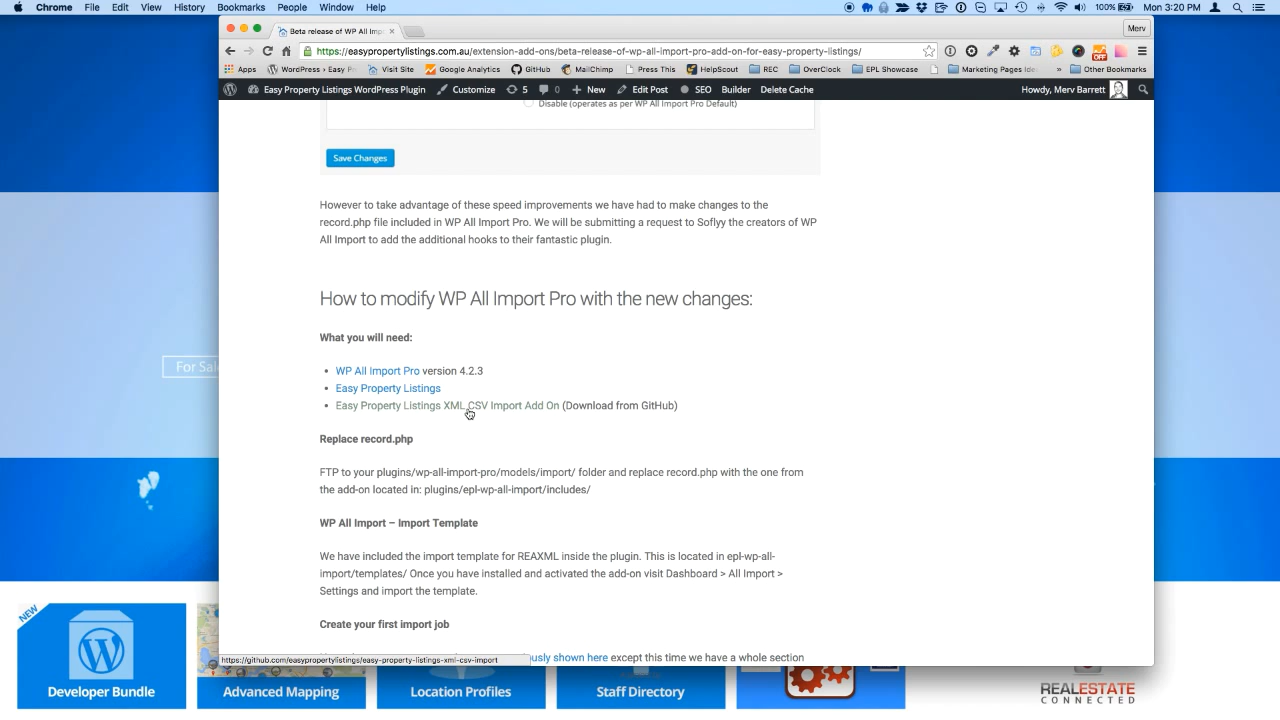 Chrome File Edit View History Bookmarks People Window Help 100% Mon 3:20 PM
Beta release of WP All Imp
Merv
https://easypropertylistings.com.au/extension-add-ons/beta-release-of-wp-all-import-pro-add-on-for-easy-property-listings/
OFF
Apps WordPress › Easy P Visit Site Google Analytics GitHub MailChimp Press This HelpScout REC OverClock EPL Showcase Marketing Pages Ide » Other Bookmarks
Easy Property Listings WordPress Plugin Customize 5 0 New Edit Post SEO Builder Delete Cache Howdy, Merv Barrett
Disable (operates as per WP All Import Pro Default)
Save Changes
However to take advantage of these speed improvements we have had to make changes to the
record.php file included in WP All Import Pro. We will be submitting a request to Soflyy the creators of WP
All Import to add the additional hooks to their fantastic plugin.
How to modify WP All Import Pro with the new changes:
What you will need:
• WP All Import Pro version 4.2.3
For Sal
• Easy Property Listings
• Easy Property Listings XML CSV Import Add On (Download from GitHub)
Replace record.php
FTP to your plugins/wp-all-import-pro/models/import/ folder and replace record.php with the one from
the add-on located in: plugins/epl-wp-all-import/includes/
WP All Import – Import Template
We have included the import template for REAXML inside the plugin. This is located in epl-wp-all-
import/templates/ Once you have installed and activated the add-on visit Dashboard > All Import >
Settings and import the template.
Create your first import job
usly shown here except this time we have a whole section
https://github.com/easypropertylistings/easy-property-listings-xml-csv-import
NEW
Developer Bundle
Advanced Mapping
Location Profiles
Staff Directory
REALESTATE
CONNECTED